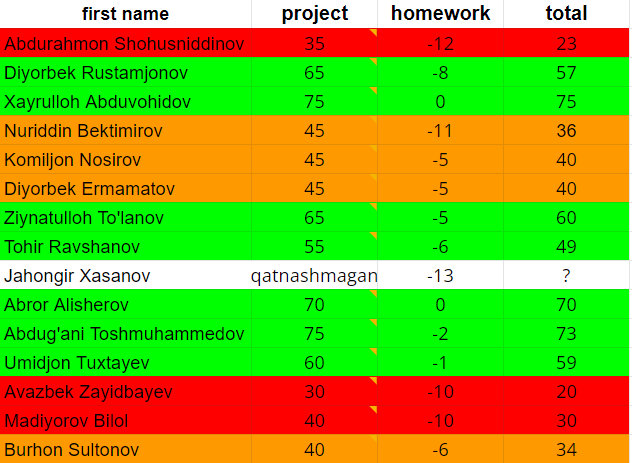 first name project homework total
Abdurahmon Shohusniddinov 35 -12 23
Diyorbek Rustamjonov 65 -8 57
Xayrulloh Abduvohidov 75 0 75
Nuriddin Bektimirov 45 -11 36
Komiljon Nosirov 45 -5 40
Diyorbek Ermamatov 45 -5 40
Ziynatulloh To'lanov 65 -5 60
Tohir Ravshanov 55 -6 49
Jahongir Xasanov qatnashmagan -13 ?
Abror Alisherov 70 0 70
Abdug'ani Toshmuhammedov 75 -2 73
Umidjon Tuxtayev 60 -1 59
Avazbek Zayidbayev 30 -10 20
Madiyorov Bilol 40 -10 30
Burhon Sultonov 40 -6 34